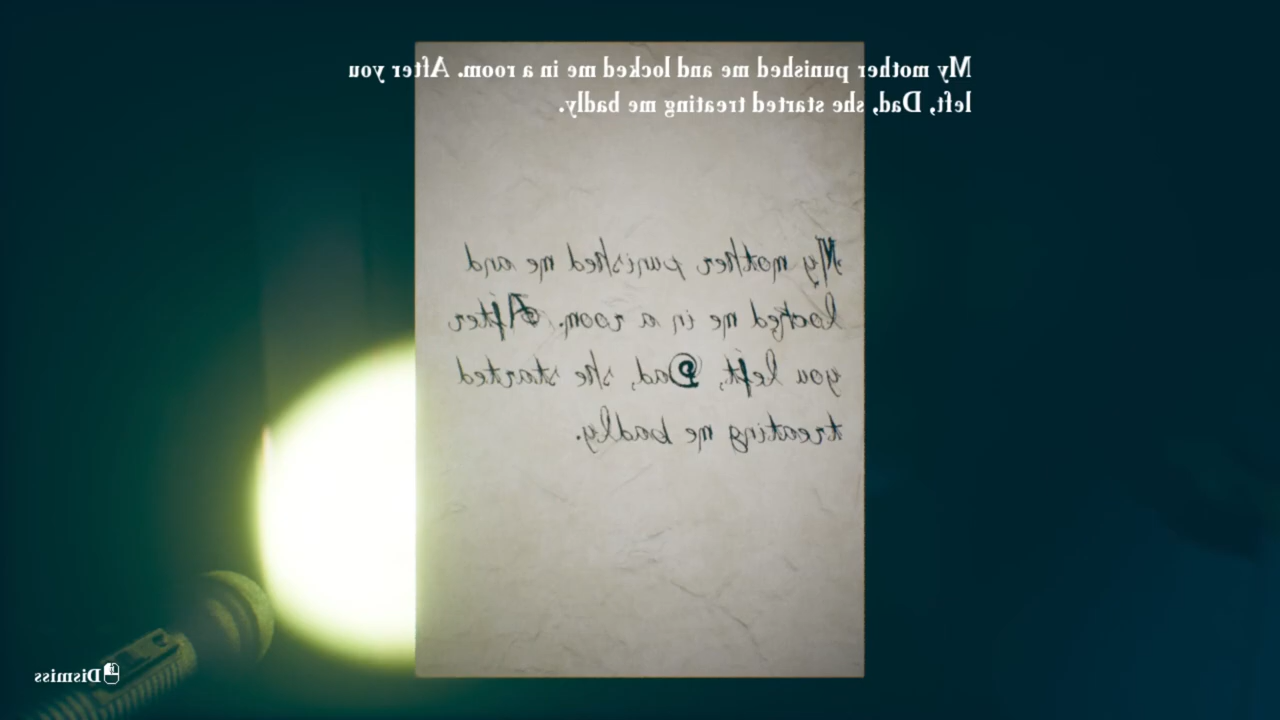 My mother punished me and locked me in a room. After you
left, Dad, she started treating me badly.
My mother punished me and
locked me in a room. After
you left, Dad, she started
treating me badly.
Dismiss